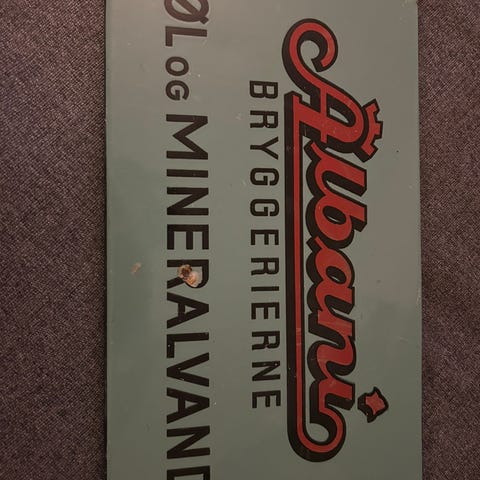 Albani
BRYGGERIERNE
ØL OG MINERALVAND